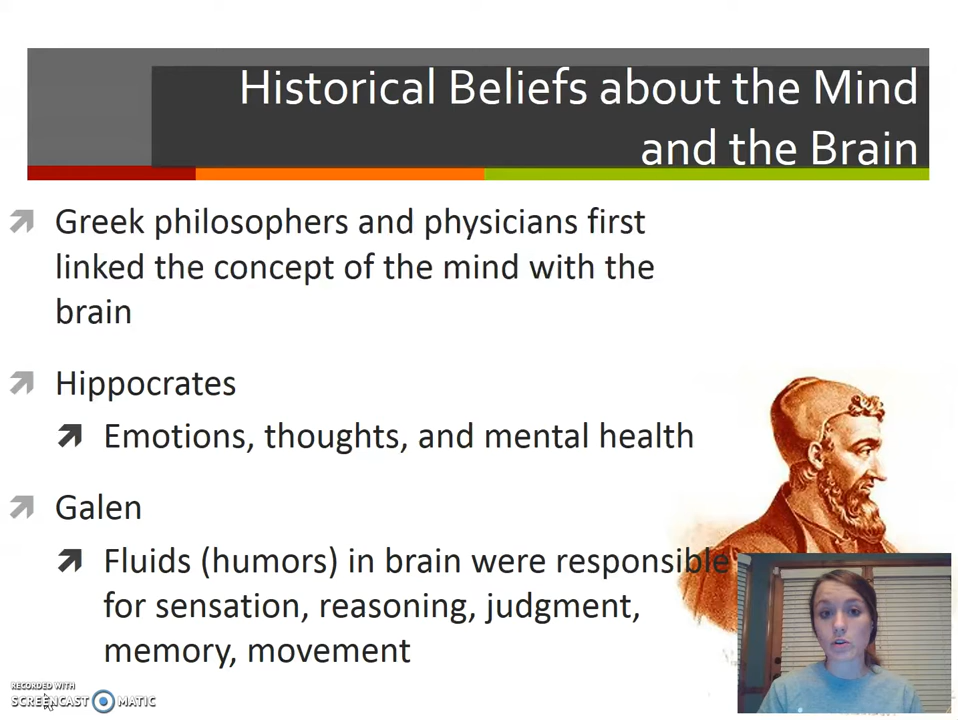 Historical Beliefs about the Mind
and the Brain
Greek philosophers and physicians first
linked the concept of the mind with the
brain
Hippocrates
Emotions, thoughts, and mental health
Galen
Fluids (humors) in brain were responsible
for sensation, reasoning, judgment,
memory, movement
RECORDED WITH
SCREENCAST MATIC